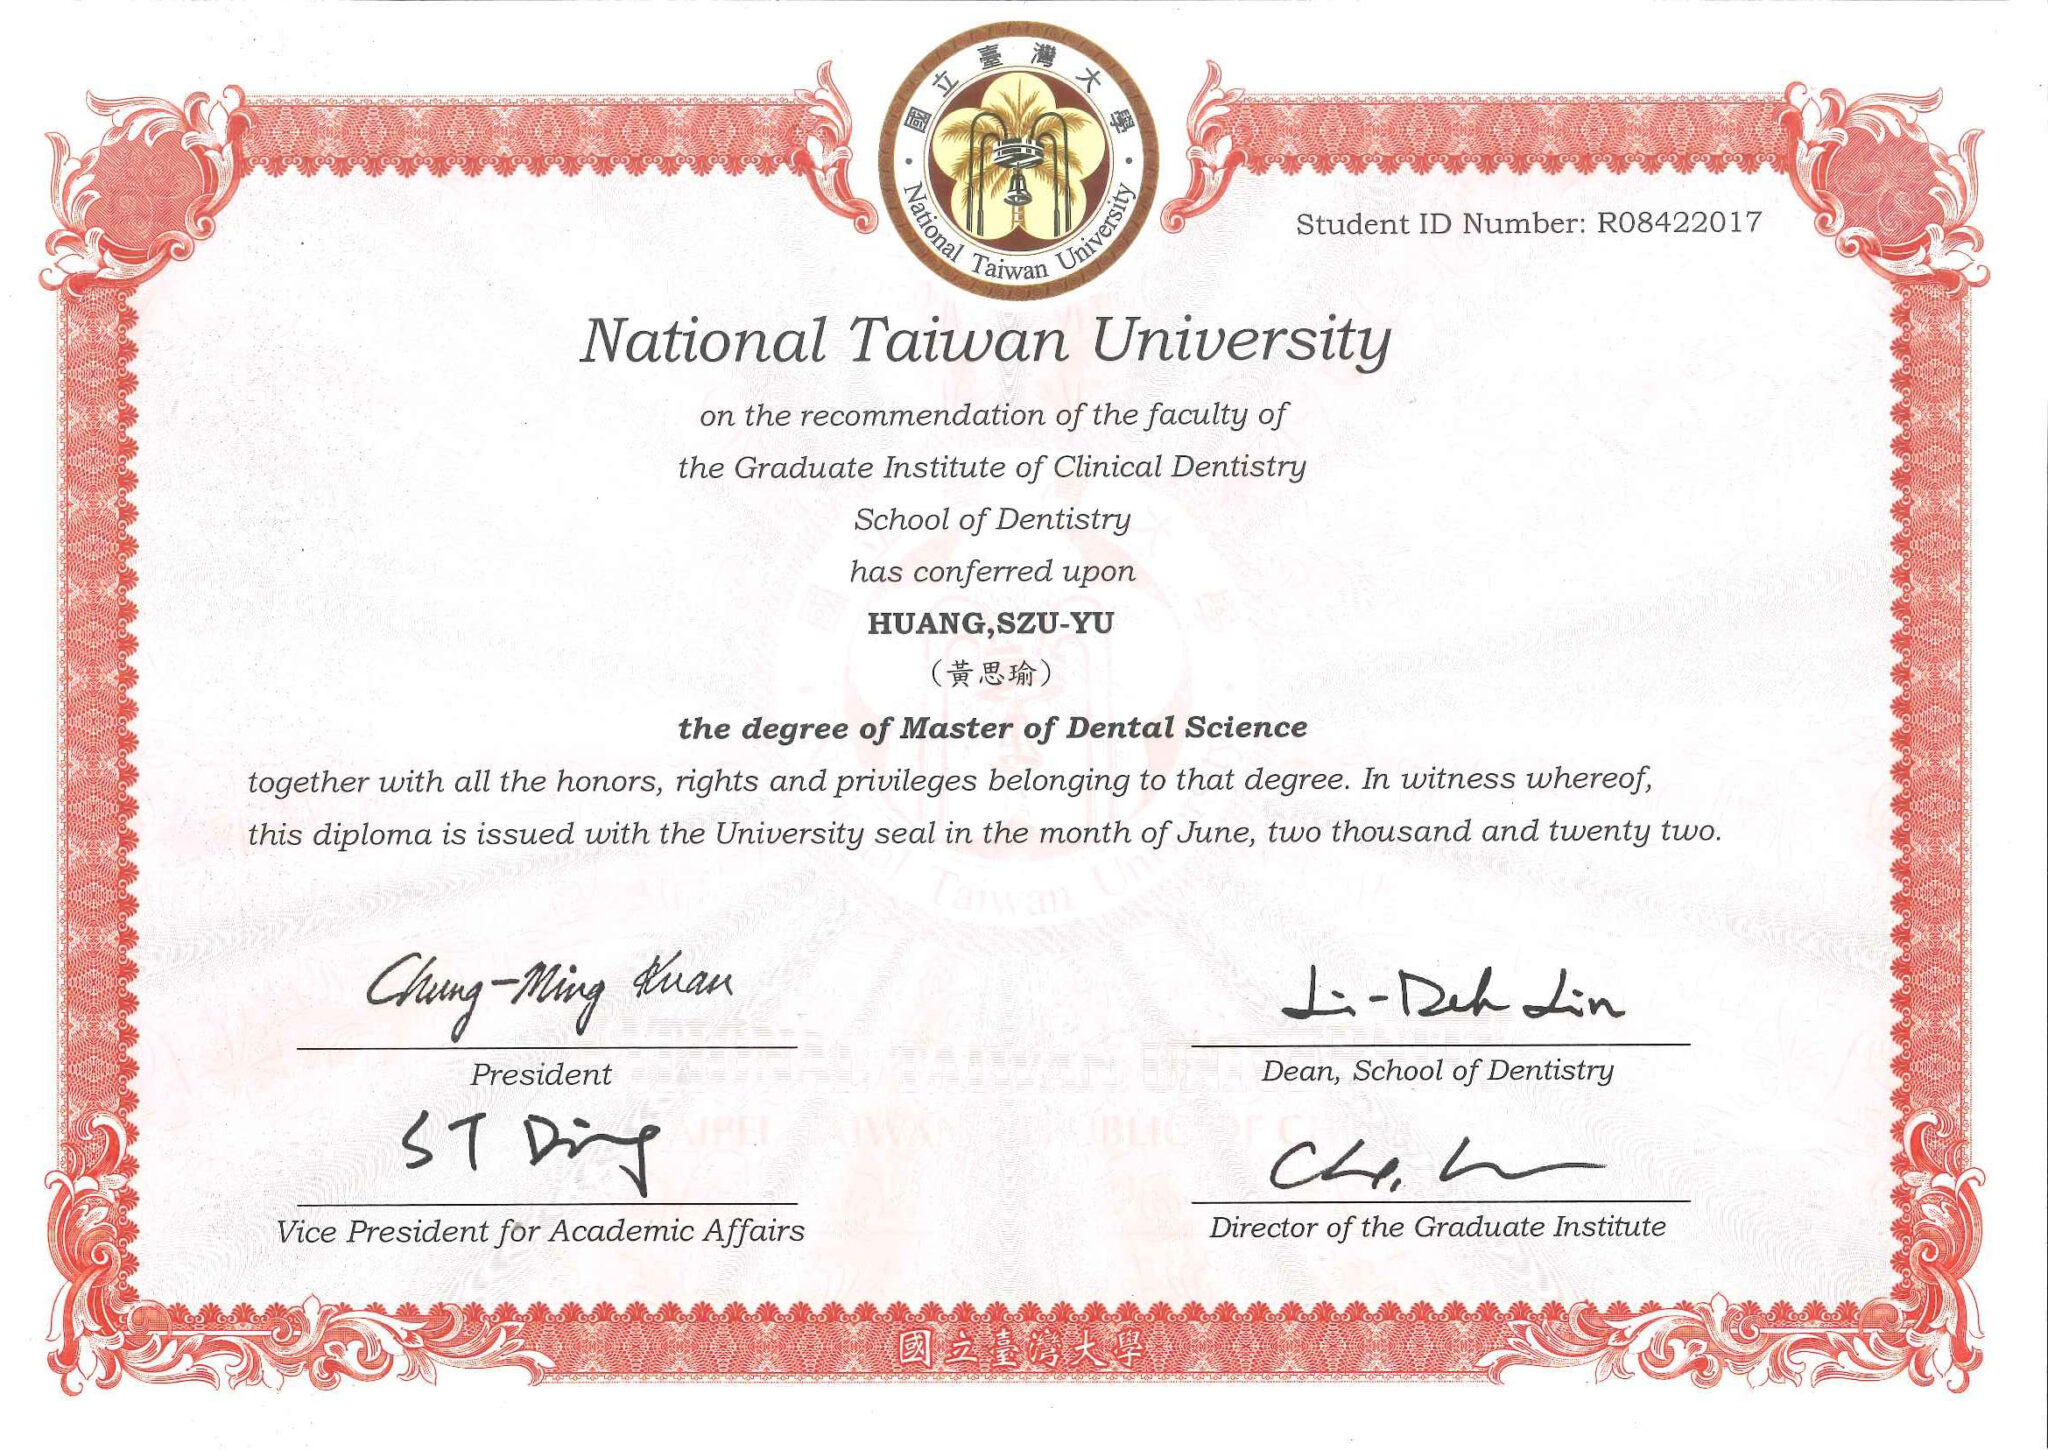 國立臺灣大學
National Taiwan University
Student ID Number: R08422017
National Taiwan University
on the recommendation of the faculty of
the Graduate Institute of Clinical Dentistry
School of Dentistry
has conferred upon
HUANG,SZU-YU
（黃思瑜）
the degree of Master of Dental Science
together with all the honors, rights and privileges belonging to that degree. In witness whereof,
this diploma is issued with the University seal in the month of June, two thousand and twenty two.
Chung-Ming Kuan
President
Li-Deh Lin
Dean, School of Dentistry
ST Ding
Vice President for Academic Affairs
Director of the Graduate Institute
國立臺灣大學